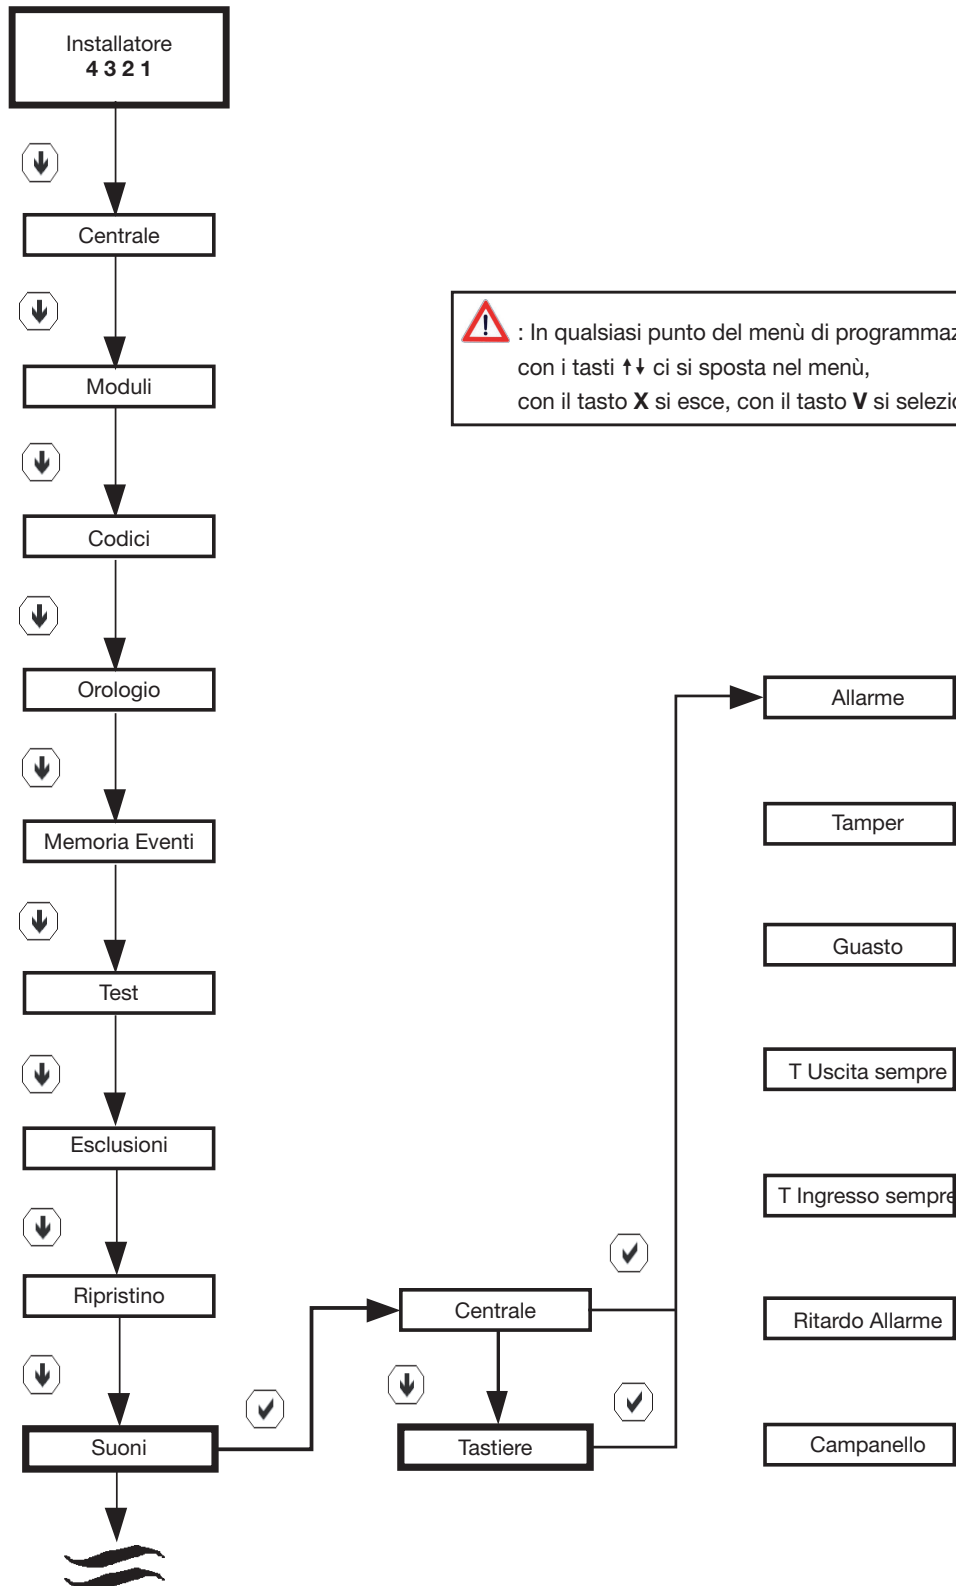 Installatore
4 3 2 1
Centrale
Moduli
: In qualsiasi punto del menù di programmaz
con i tasti ↑↓ ci si sposta nel menù,
con il tasto X si esce, con il tasto V si selezio
Codici
Orologio
Memoria Eventi
Test
Esclusioni
Ripristino
Suoni
Centrale
Tastiere
Allarme
Tamper
Guasto
T Uscita sempre
T Ingresso sempre
Ritardo Allarme
Campanello